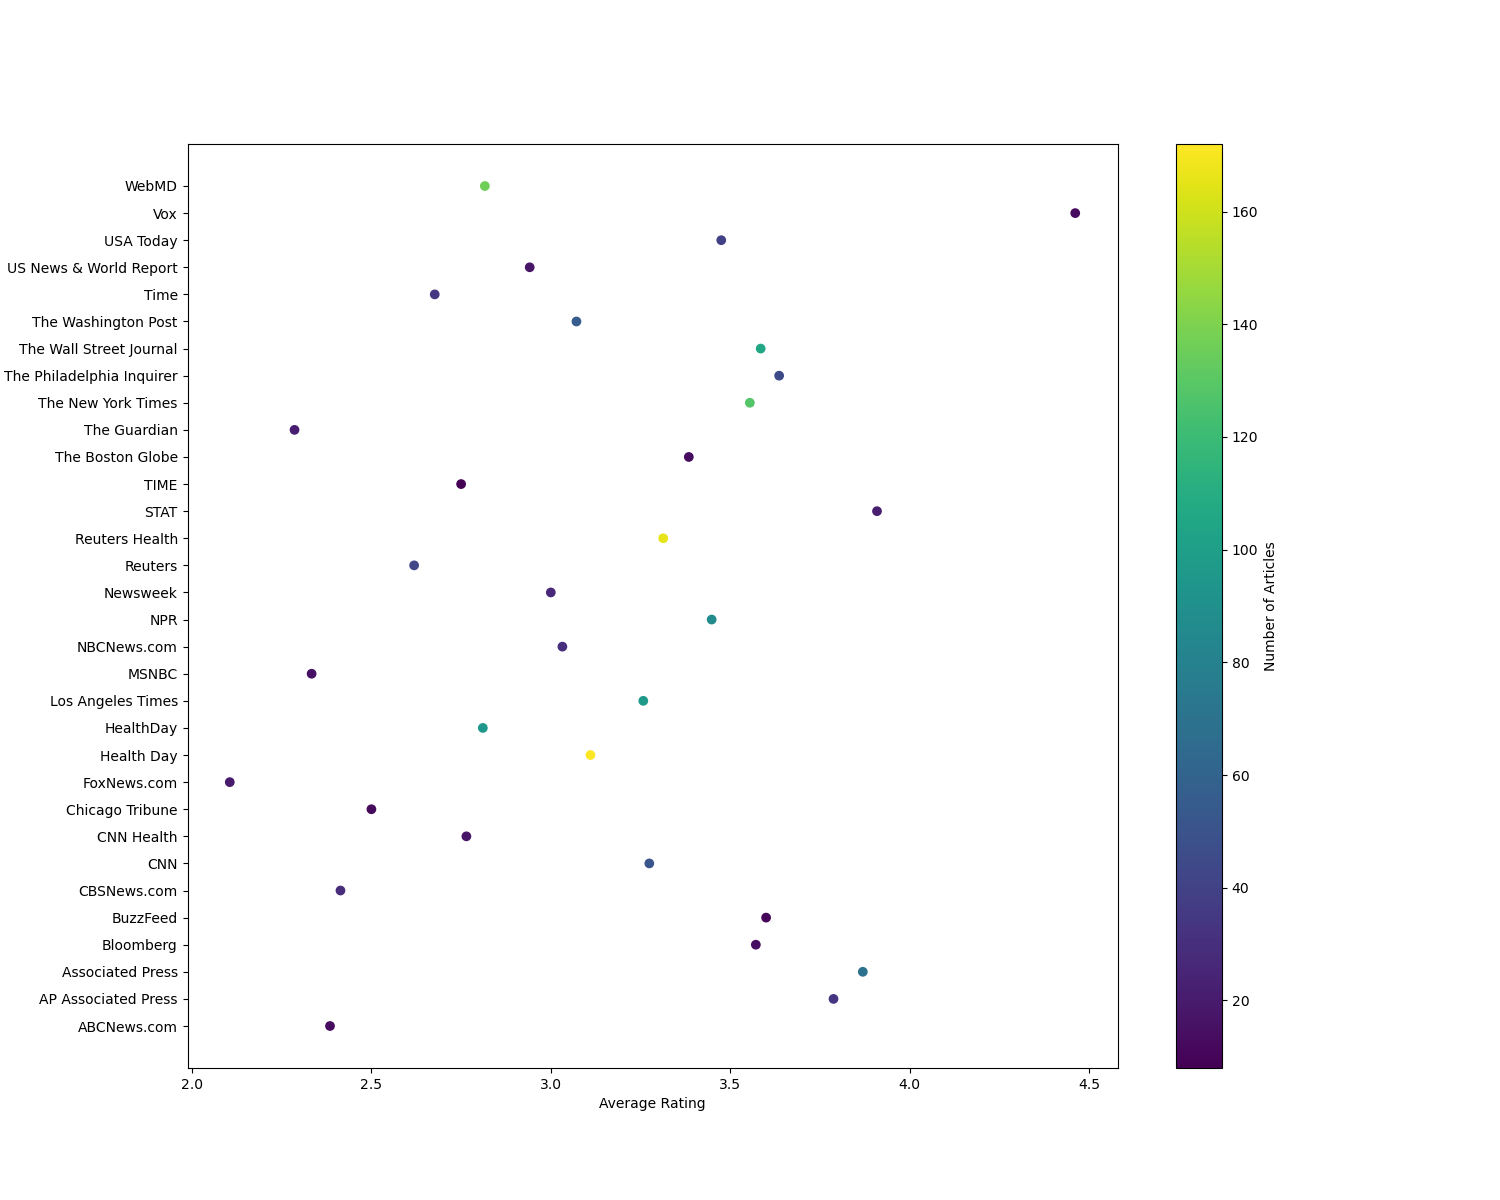 WebMD
Vox
USA Today
US News & World Report
Time
The Washington Post
The Wall Street Journal
The Philadelphia Inquirer
The New York Times
The Guardian
The Boston Globe
TIME
STAT
Reuters Health
Reuters
Newsweek
NPR
NBCNews.com
MSNBC
Los Angeles Times
HealthDay
Health Day
FoxNews.com
Chicago Tribune
CNN Health
CNN
CBSNews.com
BuzzFeed
Bloomberg
Associated Press
AP Associated Press
ABCNews.com
2.0 2.5 3.0 3.5 4.0 4.5
Average Rating
160
140
120
100
80
60
40
20
Number of Articles